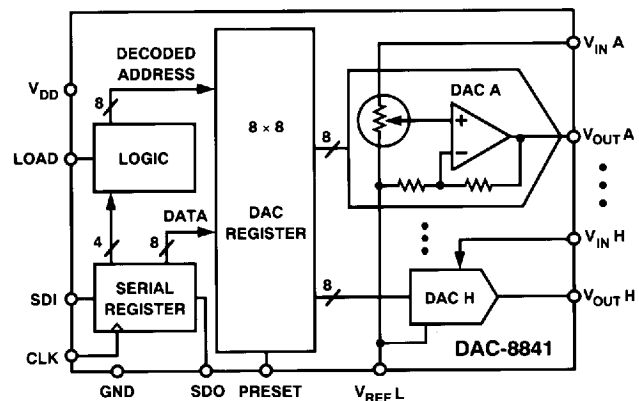 V_IN A
DECODED
ADDRESS
DAC A
V_DD
8
8 × 8
8
+
−
V_OUT A
LOAD
LOGIC
DAC
REGISTER
DATA
4
8
V_IN H
8
SDI
SERIAL
REGISTER
DAC H
V_OUT H
CLK
DAC-8841
GND
SDO
PRESET
V_REF L